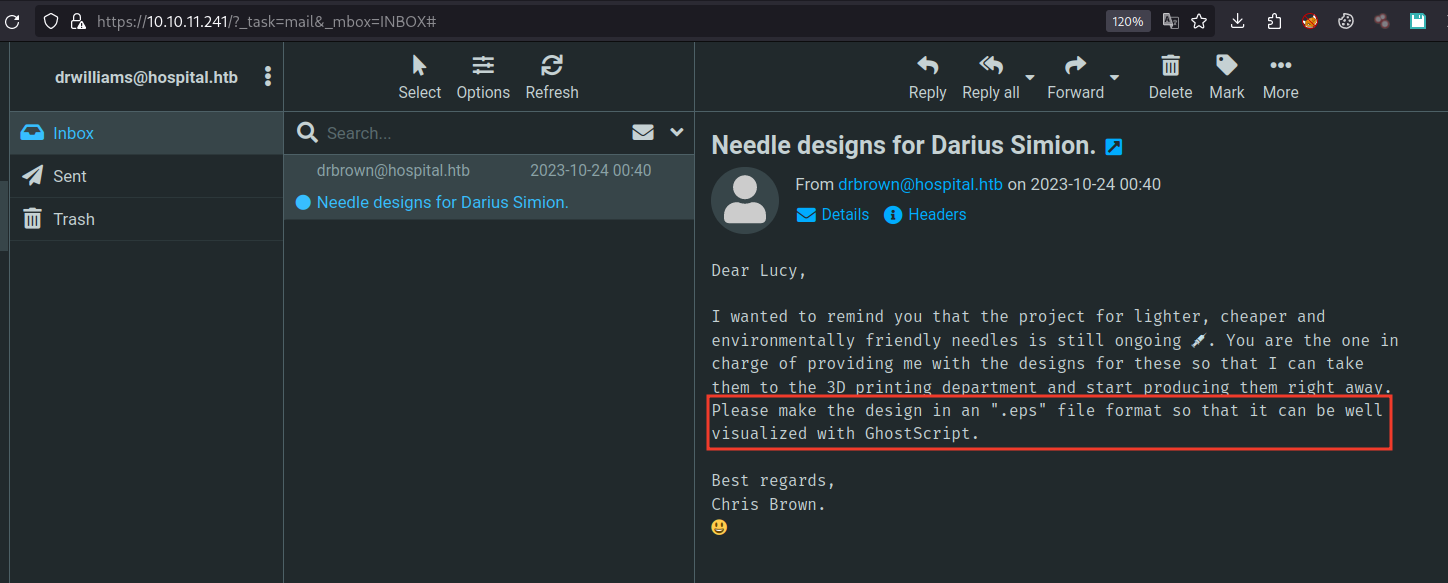 https://10.10.11.241/?_task=mail&_mbox=INBOX#
120%
drwilliams@hospital.htb
Select
Options
Refresh
Reply
Reply all
Forward
Delete
Mark
More
Inbox
Sent
Trash
Search...
drbrown@hospital.htb 2023-10-24 00:40
Needle designs for Darius Simion.
Needle designs for Darius Simion.
From drbrown@hospital.htb on 2023-10-24 00:40
Details Headers
Dear Lucy,
I wanted to remind you that the project for lighter, cheaper and
environmentally friendly needles is still ongoing 💉. You are the one in
charge of providing me with the designs for these so that I can take
them to the 3D printing department and start producing them right away.
Please make the design in an ".eps" file format so that it can be well
visualized with GhostScript.
Best regards,
Chris Brown.
😃